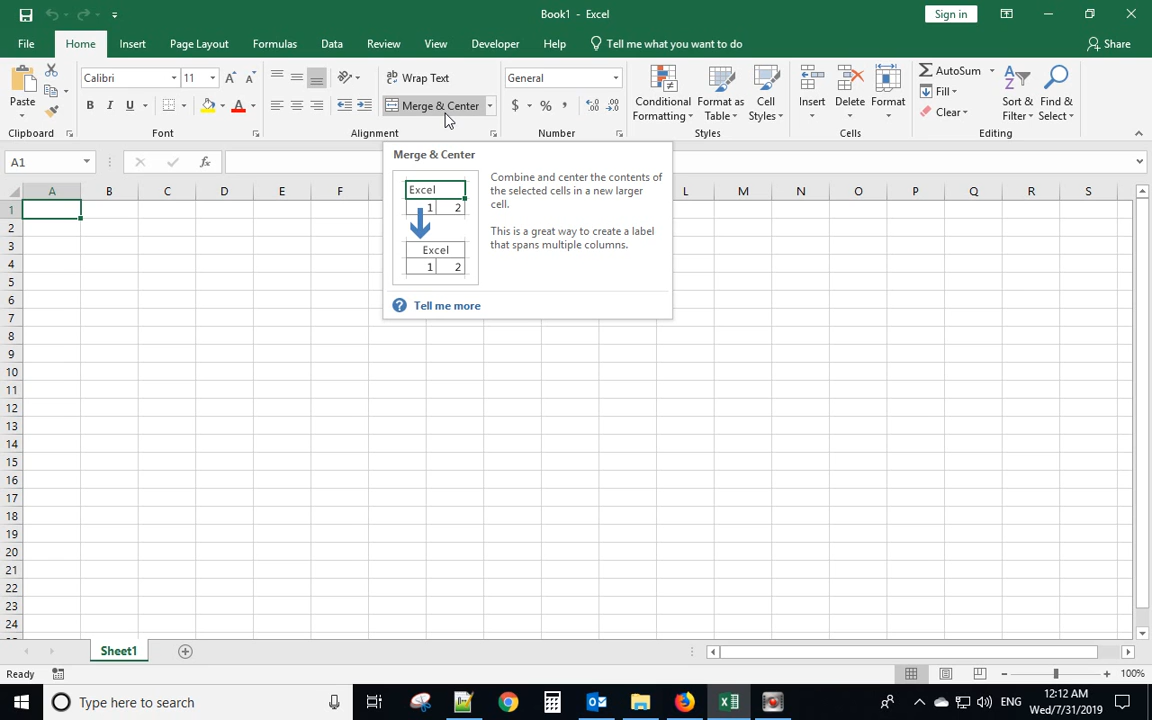 Book1 - Excel
Sign in
File Home Insert Page Layout Formulas Data Review View Developer Help Tell me what you want to do Share
Paste
Calibri 11
B I U A
Wrap Text
Merge & Center
General
$ % ,
Conditional Formatting
Format as Table
Cell Styles
Insert
Delete
Format
AutoSum
Fill
Clear
Sort & Filter
Find & Select
Clipboard Font Alignment Number Styles Cells Editing
A1 fx
Merge & Center
Excel
1 2
Excel
1 2
Combine and center the contents of
the selected cells in a new larger
cell.
This is a great way to create a label
that spans multiple columns.
Tell me more
A B C D E F L M N O P Q R S
1
2
3
4
5
6
7
8
9
10
11
12
13
14
15
16
17
18
19
20
21
22
23
24
Sheet1
Ready 100%
Type here to search
ENG
12:12 AM
Wed/7/31/2019